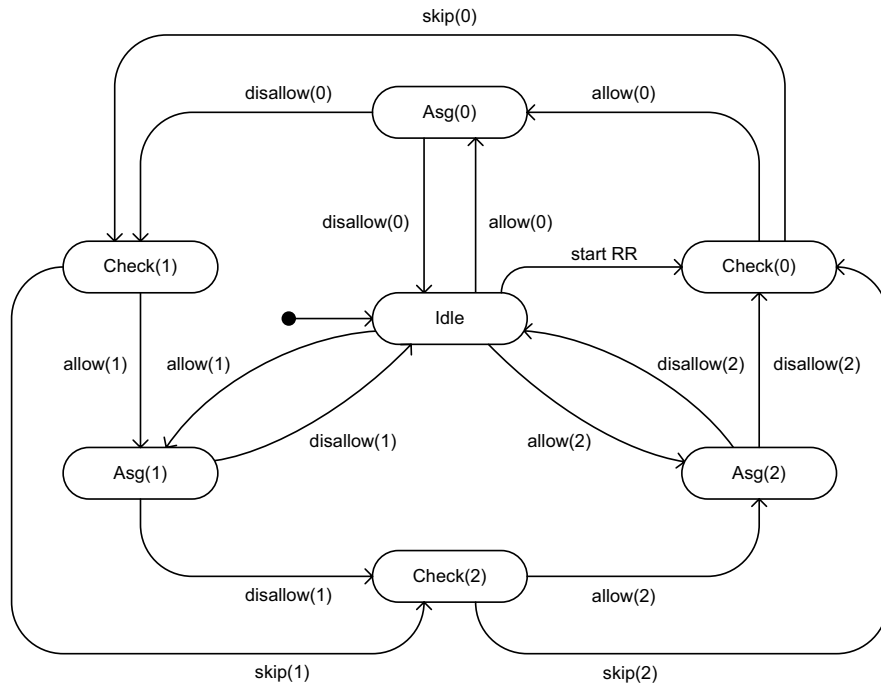 skip(0)
disallow(0)
Asg(0)
allow(0)
disallow(0)
allow(0)
Check(1)
start RR
Check(0)
Idle
allow(1)
allow(1)
disallow(2)
disallow(2)
disallow(1)
allow(2)
Asg(1)
Asg(2)
Check(2)
disallow(1)
allow(2)
skip(1)
skip(2)